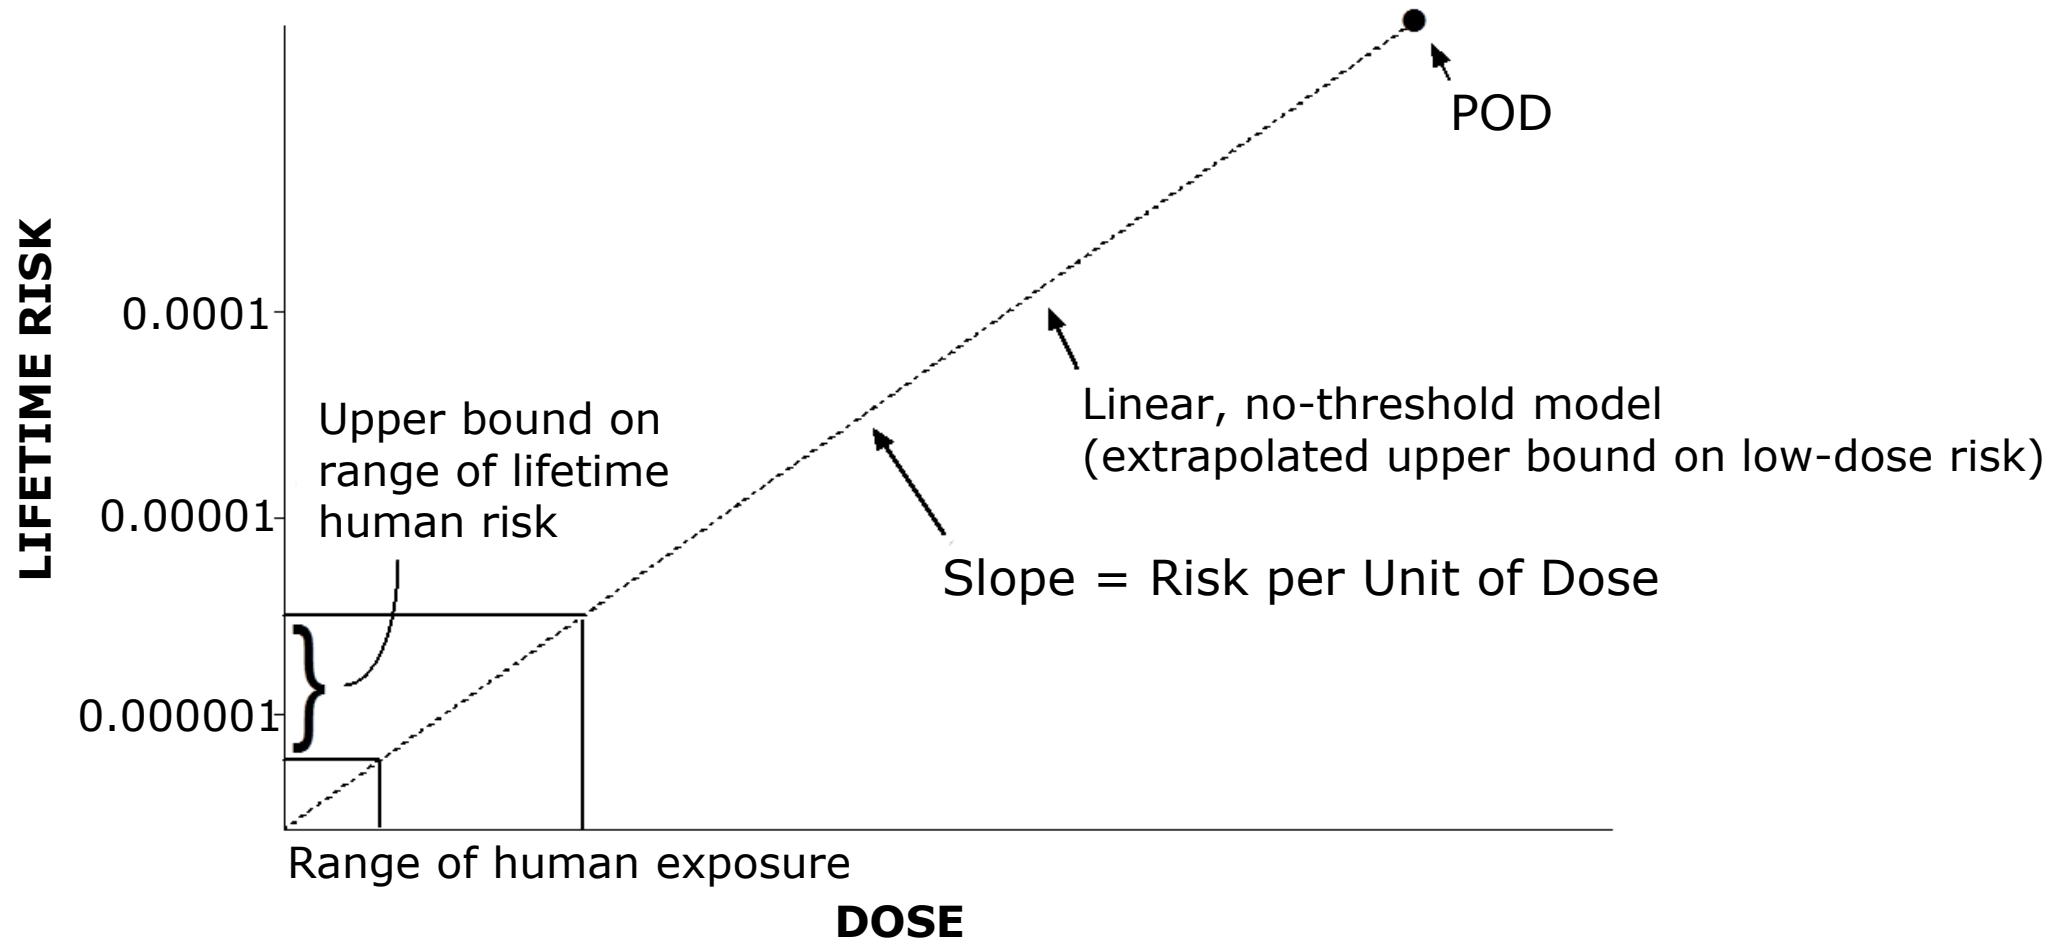 POD
LIFETIME RISK
0.0001
0.00001
0.000001
Upper bound on
range of lifetime
human risk
Linear, no-threshold model
(extrapolated upper bound on low-dose risk)
Slope = Risk per Unit of Dose
Range of human exposure
DOSE